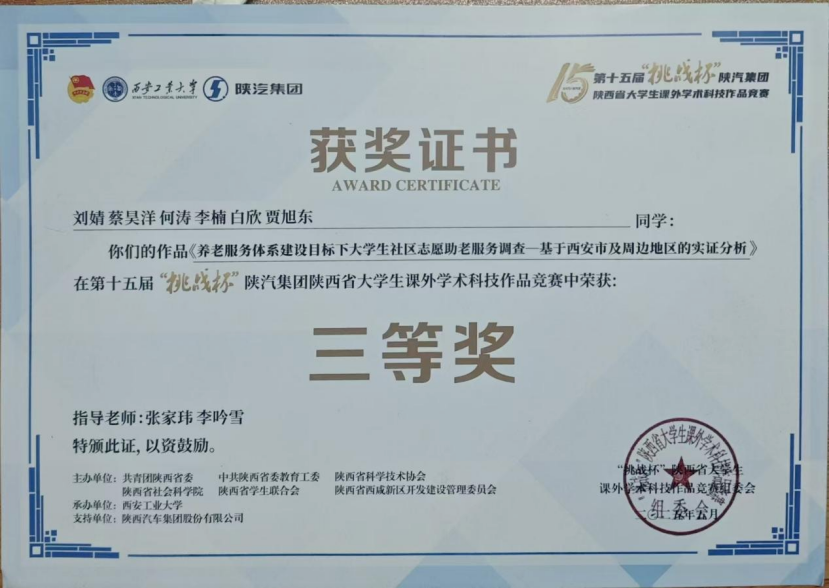 西安工业大学 陕汽集团
15 第十五届“挑战杯”陕汽集团
陕西省大学生课外学术科技作品竞赛
获奖证书
AWARD CERTIFICATE
刘婧 蔡昊洋 何涛 李楠 白欣 贾旭东 同学：
你们的作品《养老服务体系建设目标下大学生社区志愿助老服务调查—基于西安市及周边地区的实证分析》
在第十五届“挑战杯”陕汽集团陕西省大学生课外学术科技作品竞赛中荣获：
三等奖
指导老师：张家玮 李吟雪
特颁此证，以资鼓励。
主办单位：共青团陕西省委 中共陕西省委教育工委 陕西省科学技术协会
陕西省社会科学院 陕西省学生联合会 陕西省西咸新区开发建设管理委员会
承办单位：西安工业大学
支持单位：陕西汽车集团股份有限公司
“挑战杯”陕西省大学生
课外学术科技作品竞赛组委会
二〇二五年五月
组委会